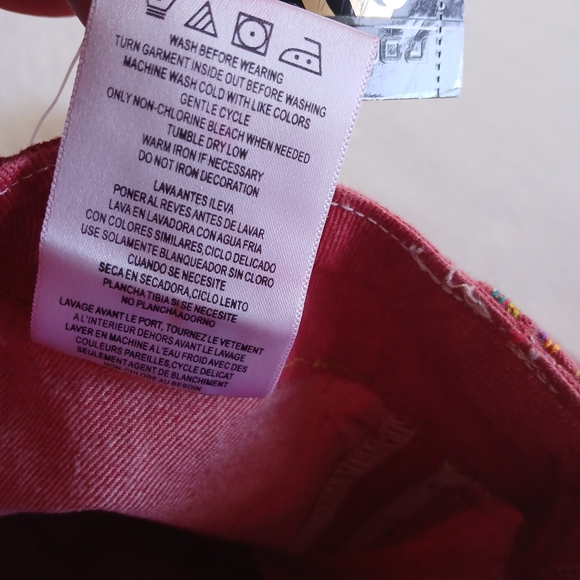 WASH BEFORE WEARING
TURN GARMENT INSIDE OUT BEFORE WASHING
MACHINE WASH COLD WITH LIKE COLORS
GENTLE CYCLE
ONLY NON-CHLORINE BLEACH WHEN NEEDED
TUMBLE DRY LOW
WARM IRON IF NECESSARY
DO NOT IRON DECORATION
LAVA ANTES ILEVA
PONER AL REVES ANTES DE LAVAR
LAVA EN LAVADORA CON AGUA FRIA
CON COLORES SIMILARES,CICLO DELICADO
USE SOLAMENTE BLANQUEADOR SIN CLORO
CUANDO SE NECESITE
SECA EN SECADORA,CICLO LENTO
PLANCHA TIBIA SI SE NECESITE
NO PLANCHA ADORNO
LAVAGE AVANT LE PORT, TOURNEZ LE VETEMENT
A L'INTERIEUR DEHORS AVANT LE LAVAGE
LAVER EN MACHINE A L'EAU FROID AVEC DES
COULEURS PAREILLES,CYCLE DELICAT
SEULEMENT AGENT DE BLANCHIMENT
NON-CHLORE AU BESOIN